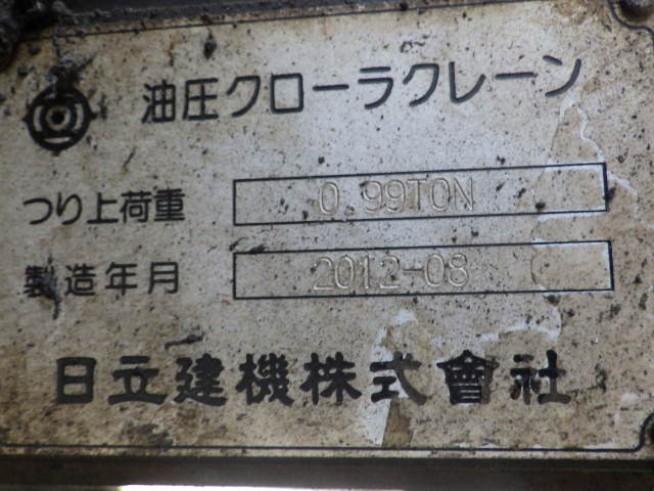 油圧クローラクレーン
つり上荷重 0.99TON
製造年月 2012-08
日立建機株式會社